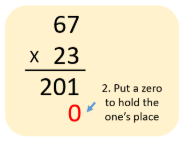 67
x 23
201
0
2. Put a zero
to hold the
one's place